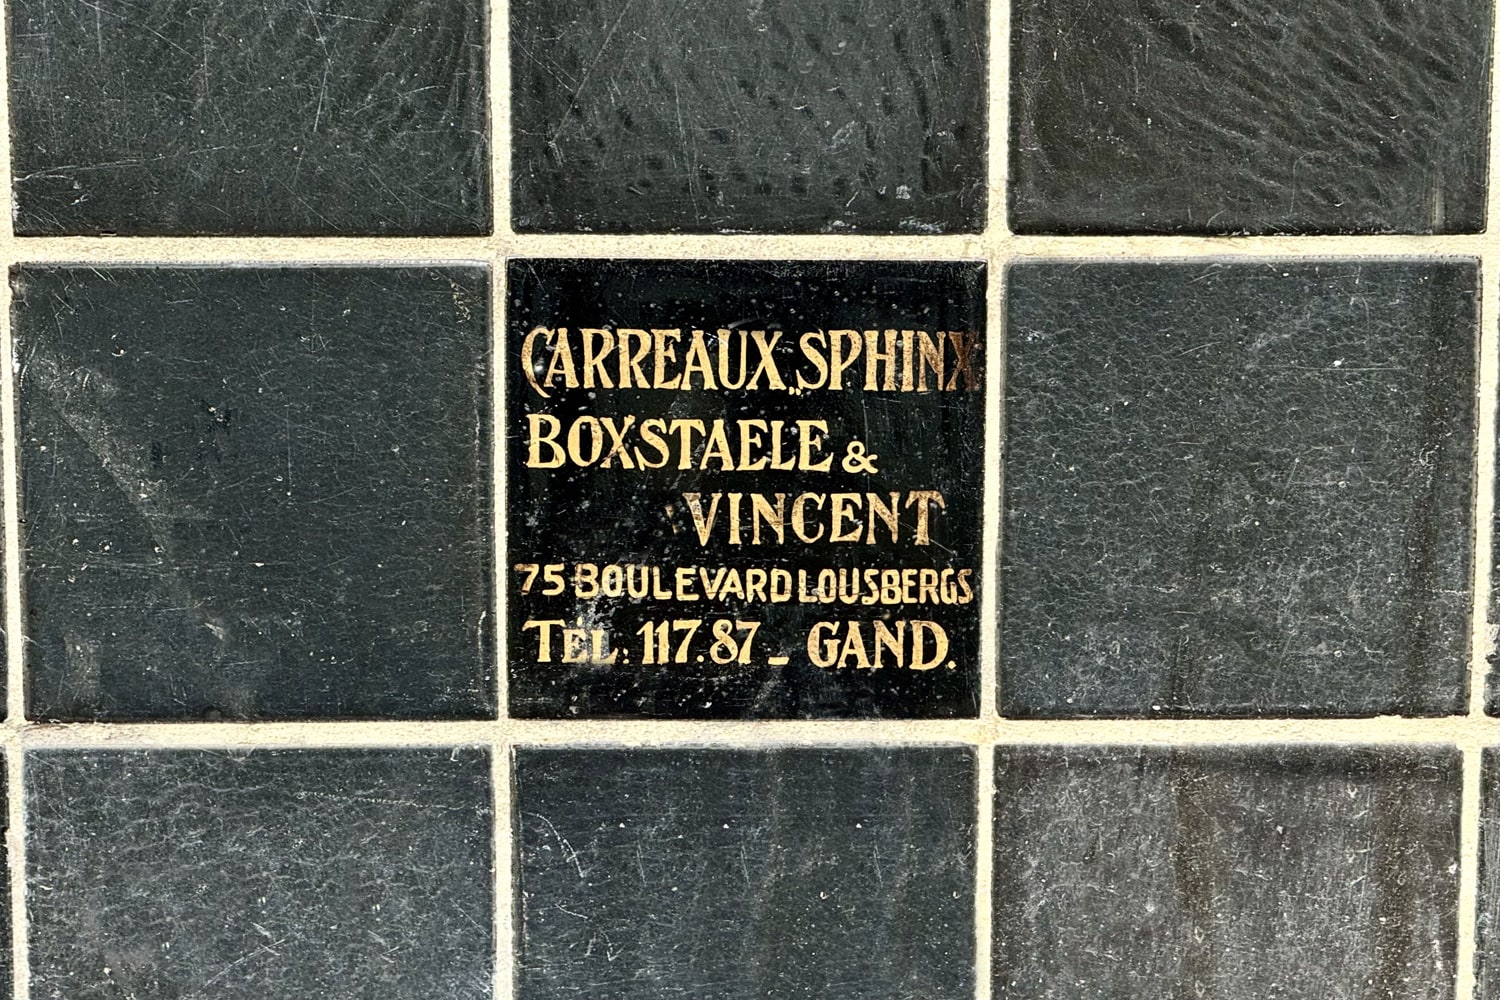 CARREAUX „SPHINX
BOXSTAELE &
VINCENT
75 BOULEVARD LOUSBERGS
TÉL: 117.87 - GAND.